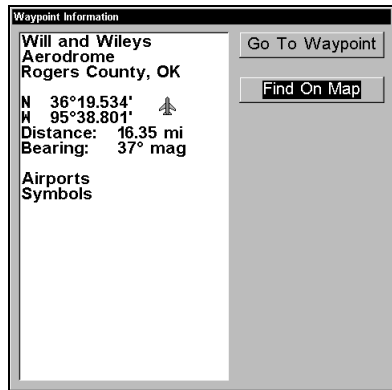 Waypoint Information
Will and Wileys
Aerodrome
Rogers County, OK
N 36°19.534'
W 95°38.801'
Distance: 16.35 mi
Bearing: 37° mag
Airports
Symbols
Go To Waypoint
Find On Map